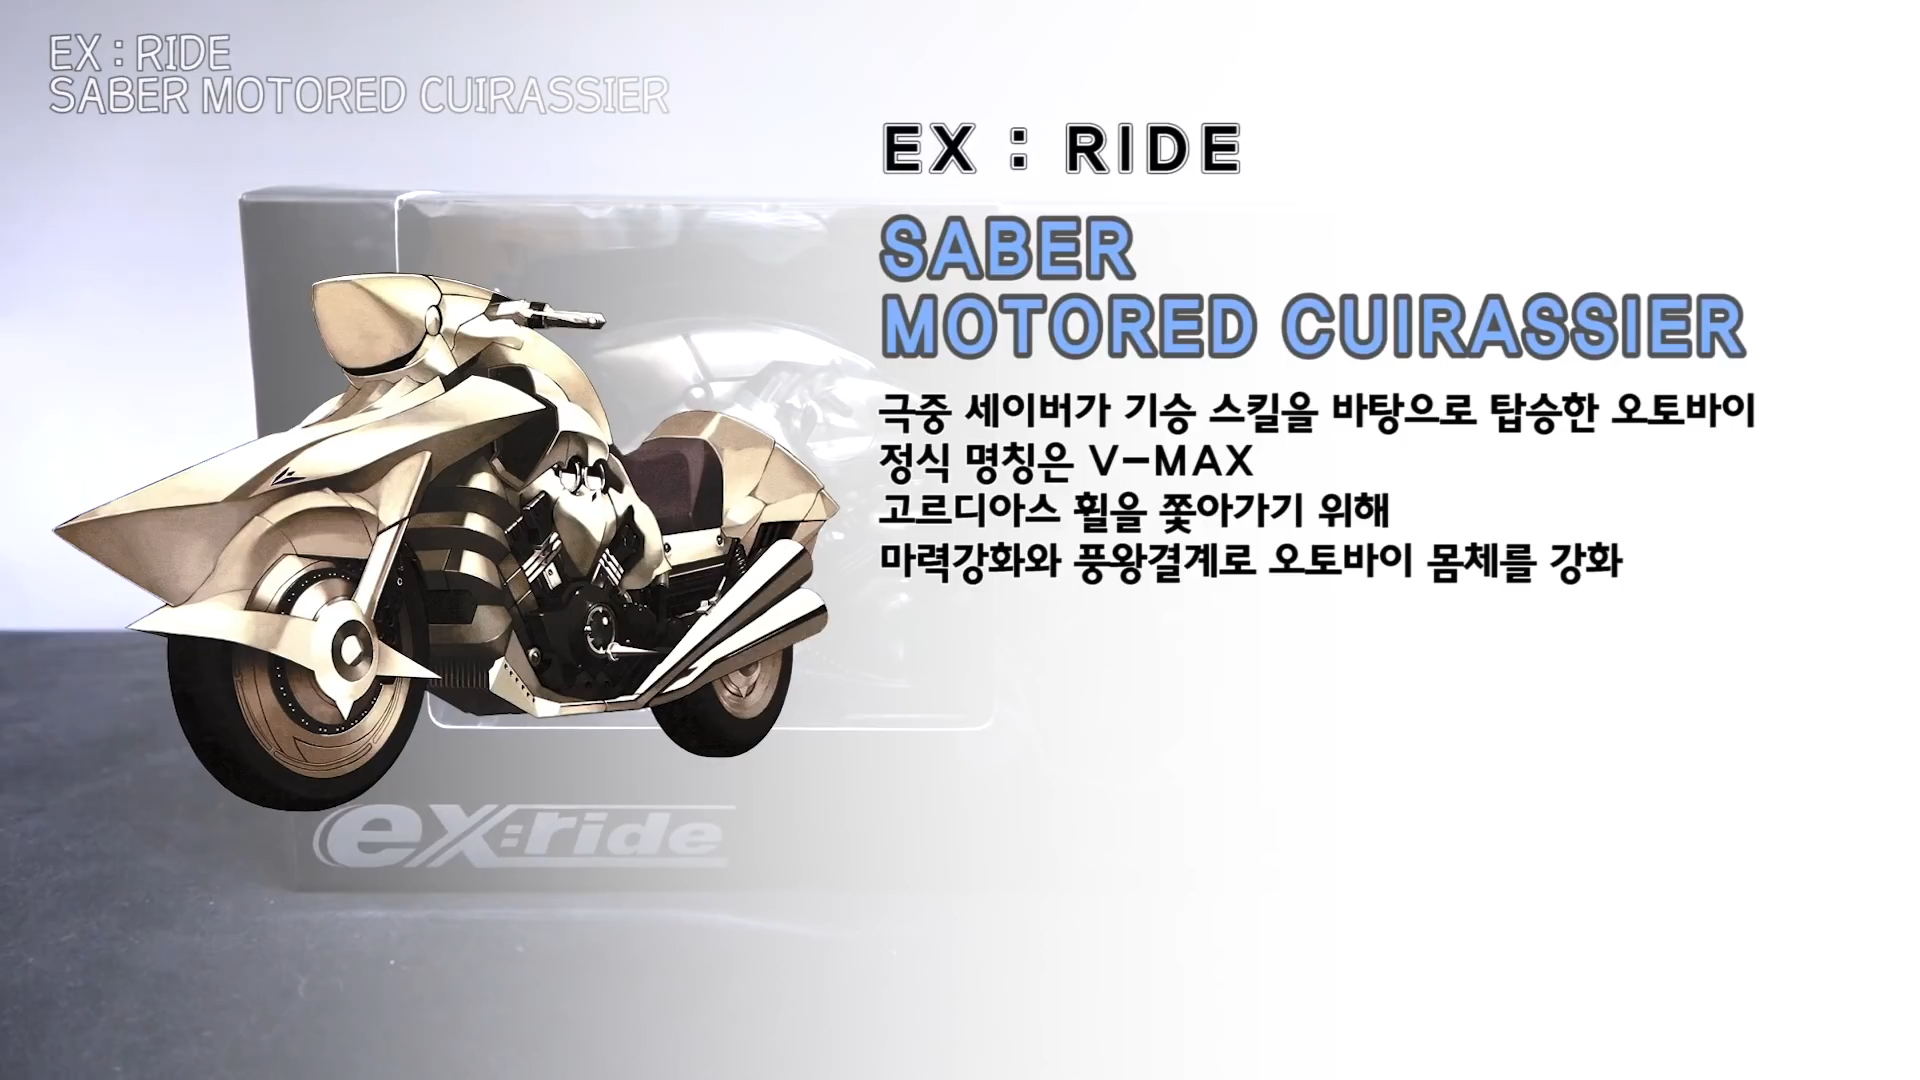 EX : RIDE
SABER MOTORED CUIRASSIER
EX : RIDE
SABER
MOTORED CUIRASSIER
극중 세이버가 기승 스킬을 바탕으로 탑승한 오토바이
정식 명칭은 V-MAX
고르디아스 휠을 쫓아가기 위해
마력강화와 풍왕결계로 오토바이 몸체를 강화
ex:ride